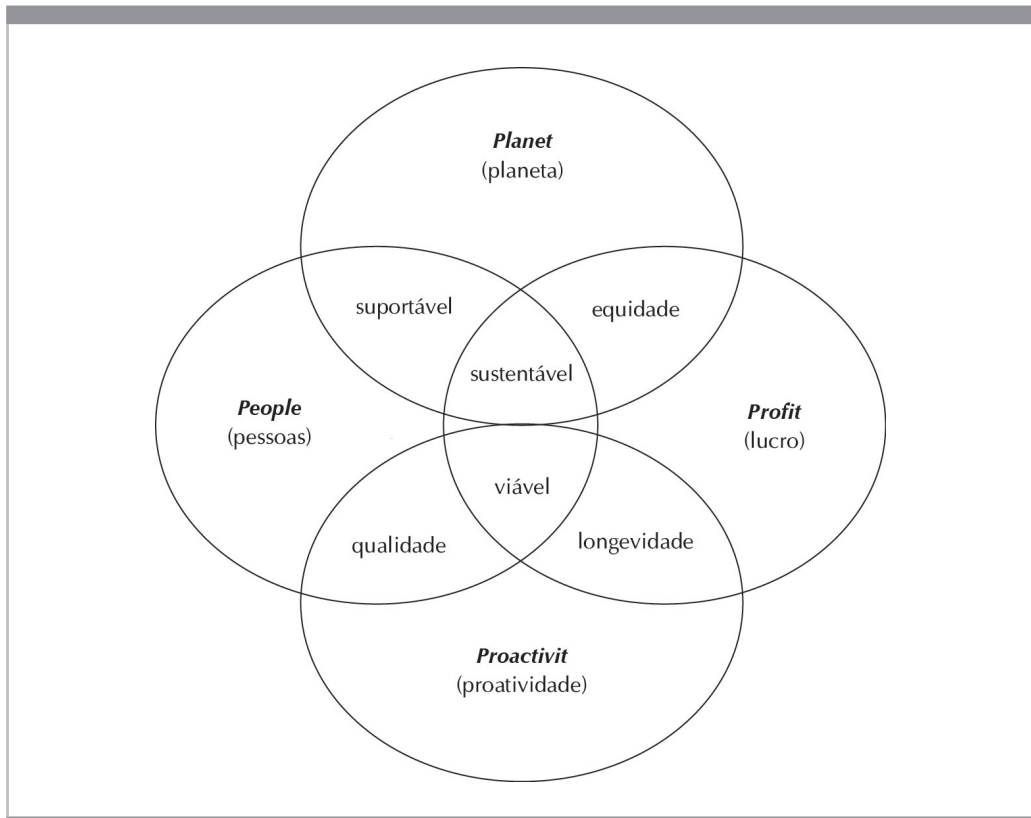 Planet
(planeta)
suportável
equidade
sustentável
People
(pessoas)
Profit
(lucro)
viável
qualidade
longevidade
Proactivit
(proatividade)